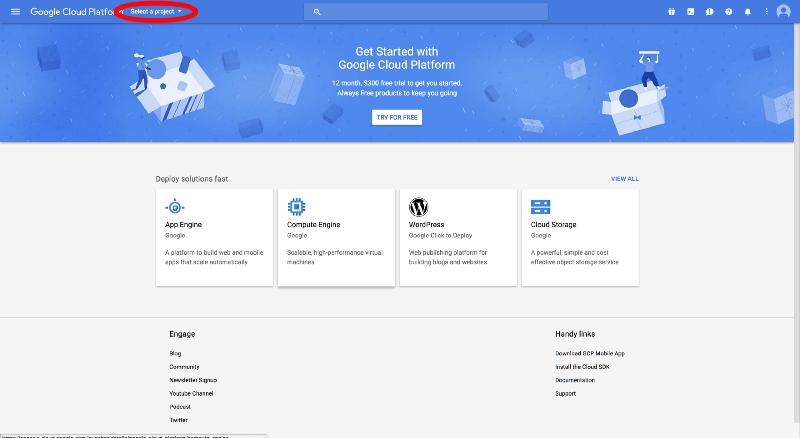 Google Cloud Platform Select a project
Get Started with
Google Cloud Platform
12 month, $300 free trial to get you started.
Always Free products to keep you going
TRY FOR FREE
Deploy solutions fast VIEW ALL
App Engine
Google
A platform to build web and mobile
apps that scale automatically
Compute Engine
Google
Scalable, high-performance virtual
machines
WordPress
Google Click to Deploy
Web publishing platform for
building blogs and websites
Cloud Storage
Google
A powerful, simple and cost
effective object storage service
Engage
Blog
Community
Newsletter Signup
Youtube Channel
Podcast
Twitter
Handy links
Download GCP Mobile App
Install the Cloud SDK
Documentation
Support